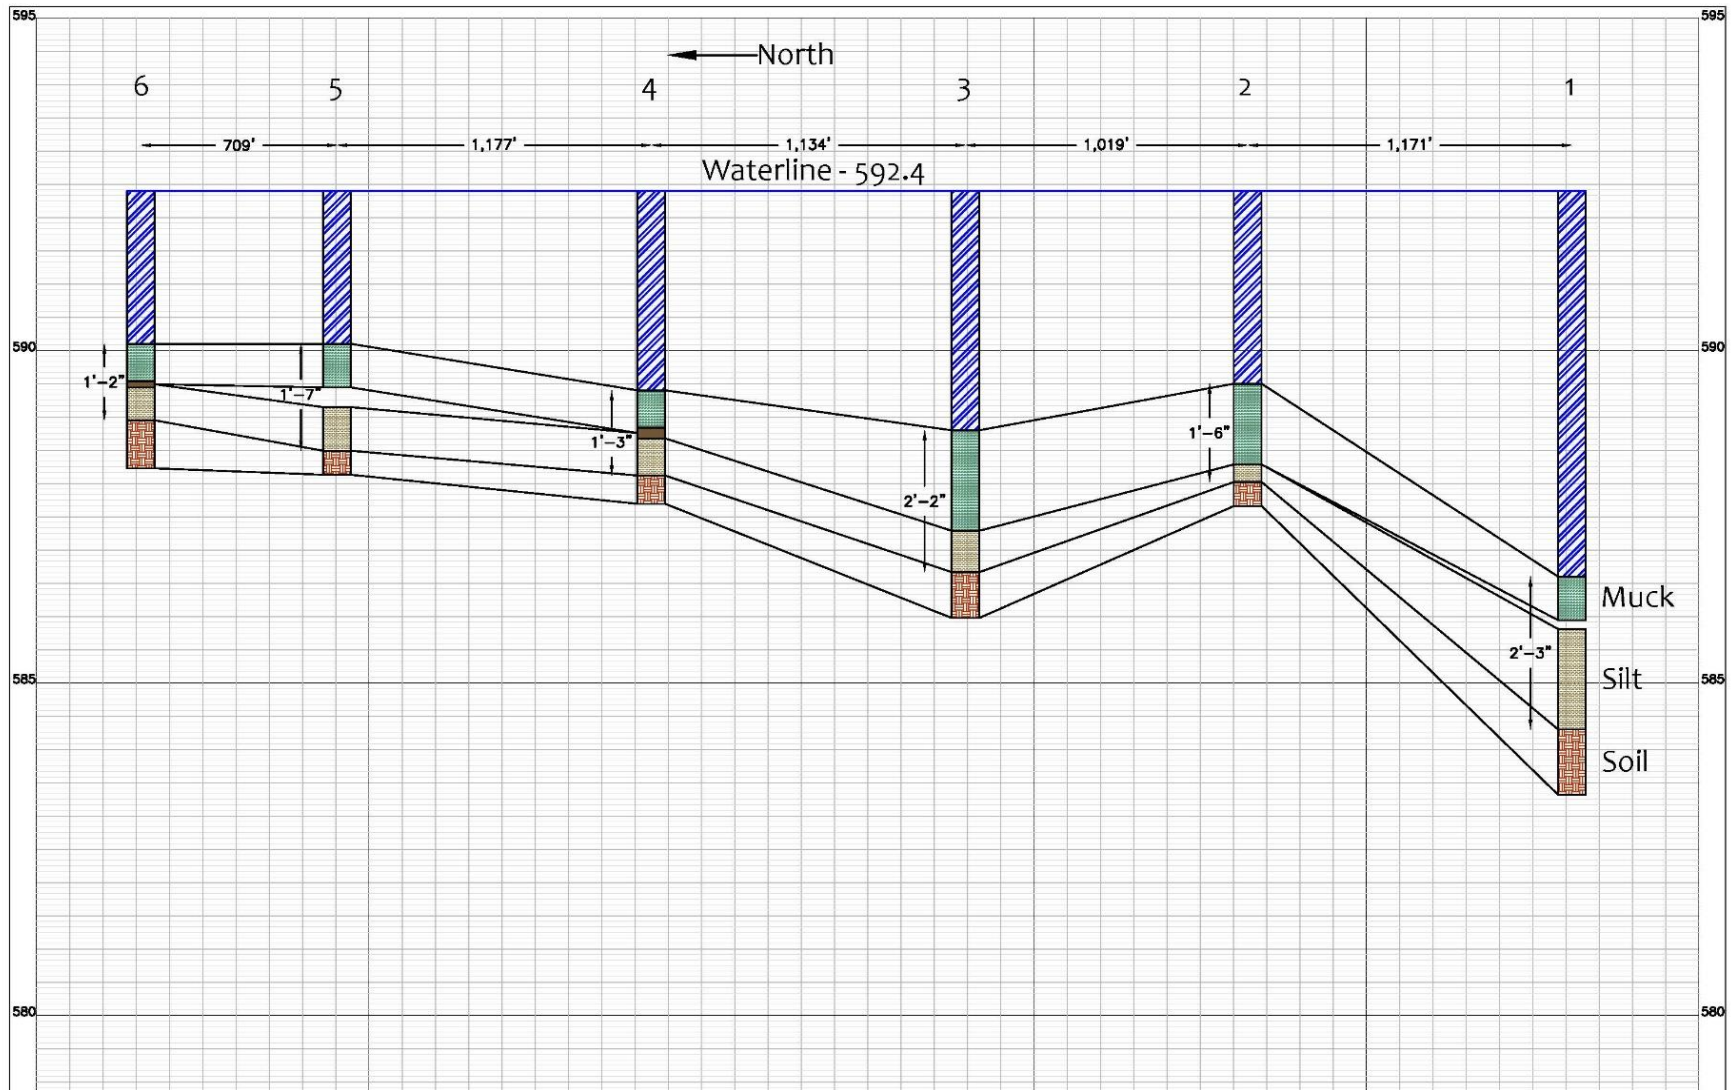 595 595
North
6 5 4 3 2 1
709' 1,177' 1,134' 1,019' 1,171'
Waterline - 592.4
590 590
1'-2" 1'-7" 1'-3" 2'-2" 1'-6"
Muck
2'-3"
585 Silt 585
Soil
580 580